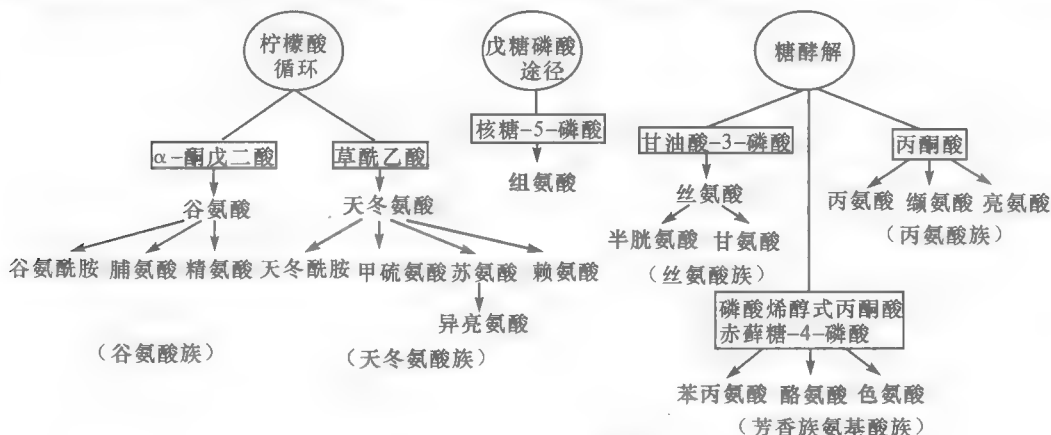 柠檬酸
循环
戊糖磷酸
途径
糖酵解
核糖-5-磷酸
甘油酸-3-磷酸
丙酮酸
α-酮戊二酸
草酰乙酸
组氨酸
丝氨酸
丙氨酸 缬氨酸 亮氨酸
谷氨酸
天冬氨酸
(丙氨酸族)
半胱氨酸 甘氨酸
谷氨酰胺 脯氨酸 精氨酸 天冬酰胺 甲硫氨酸 苏氨酸 赖氨酸
(丝氨酸族)
磷酸烯醇式丙酮酸
赤藓糖-4-磷酸
异亮氨酸
(谷氨酸族)
(天冬氨酸族)
苯丙氨酸 酪氨酸 色氨酸
(芳香族氨基酸族)